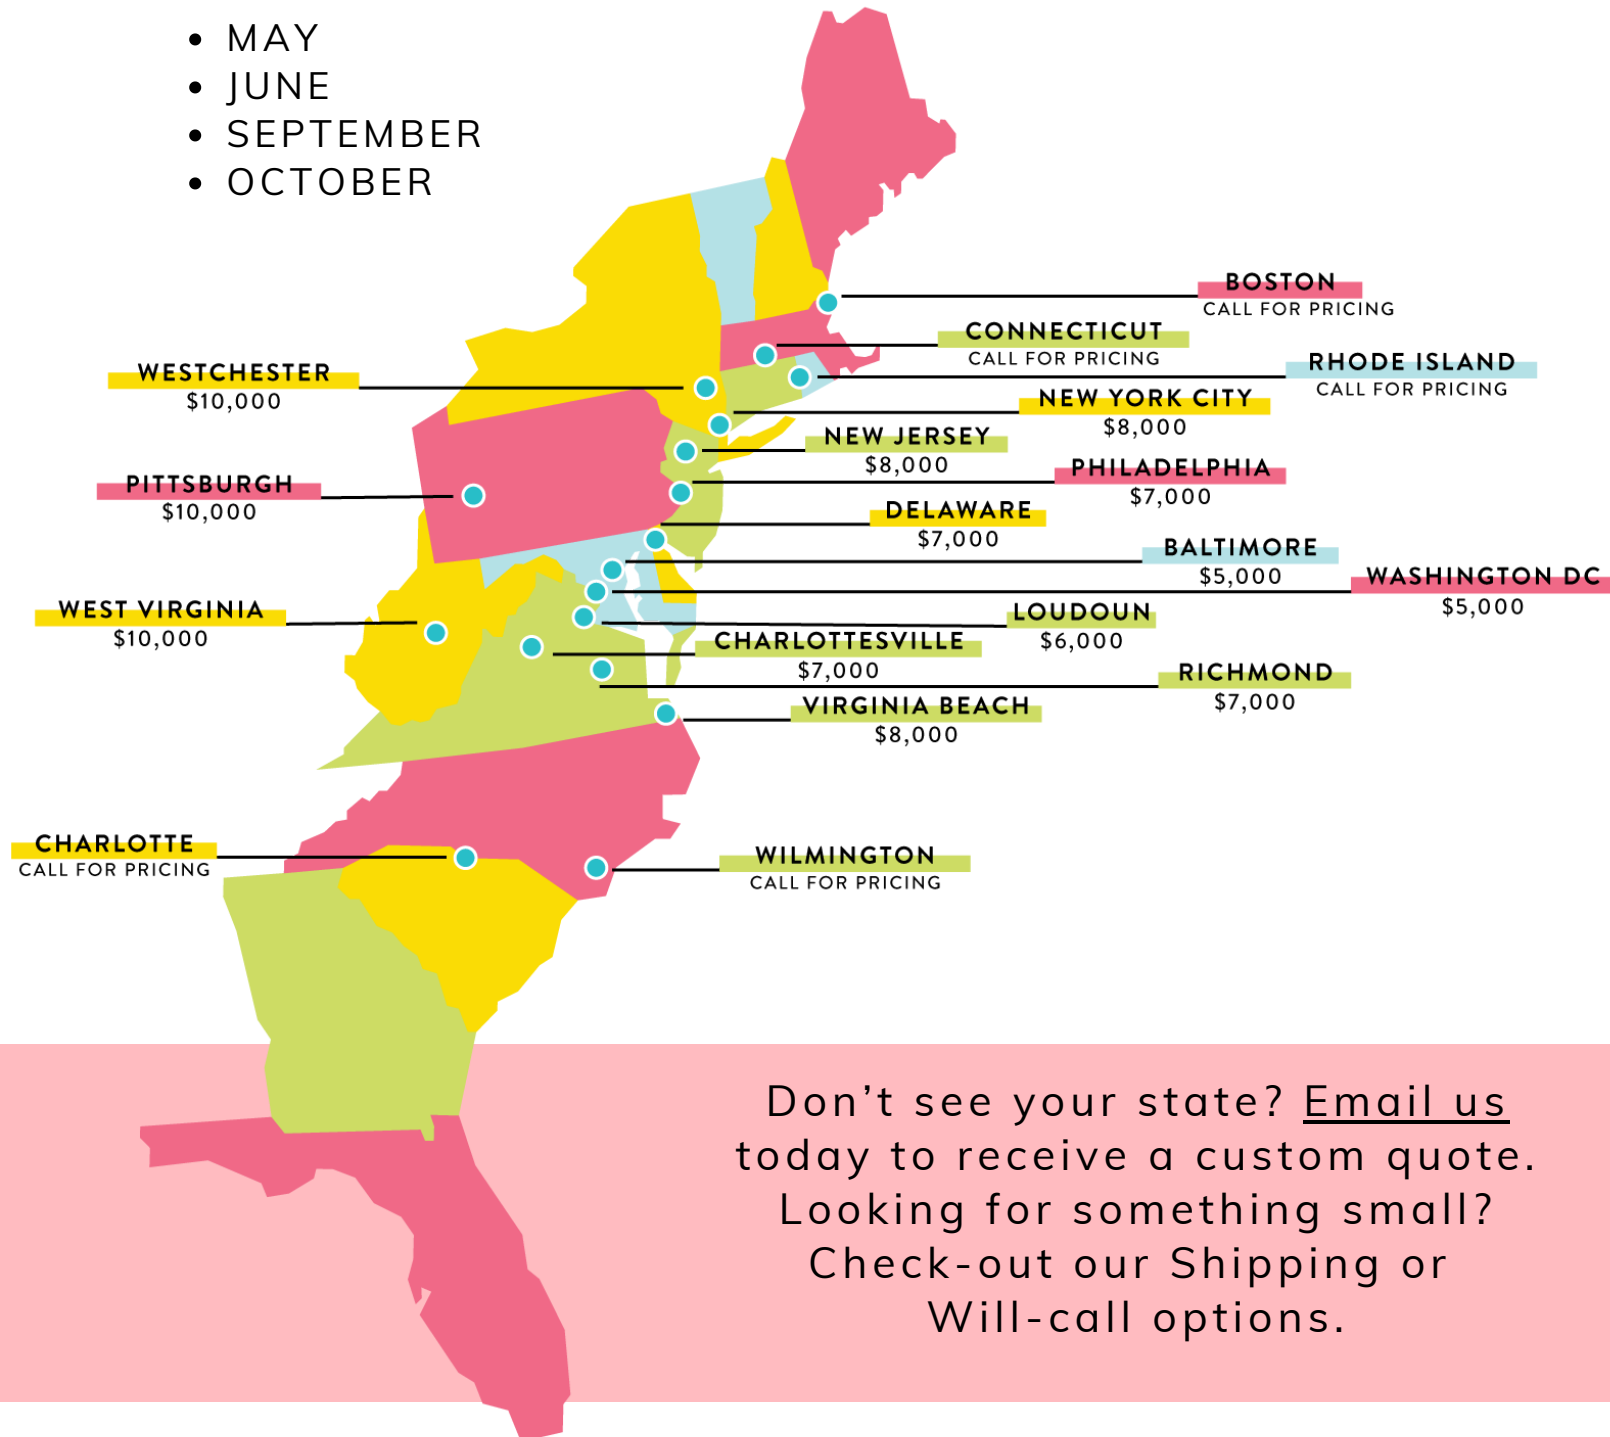 • MAY
• JUNE
• SEPTEMBER
• OCTOBER
BOSTON
CALL FOR PRICING
CONNECTICUT
CALL FOR PRICING
RHODE ISLAND
CALL FOR PRICING
WESTCHESTER
$10,000
NEW YORK CITY
$8,000
NEW JERSEY
$8,000
PHILADELPHIA
$7,000
PITTSBURGH
$10,000
DELAWARE
$7,000
BALTIMORE
$5,000
WASHINGTON DC
$5,000
WEST VIRGINIA
$10,000
LOUDOUN
$6,000
CHARLOTTESVILLE
$7,000
RICHMOND
$7,000
VIRGINIA BEACH
$8,000
CHARLOTTE
CALL FOR PRICING
WILMINGTON
CALL FOR PRICING
Don’t see your state? Email us
today to receive a custom quote.
Looking for something small?
Check-out our Shipping or
Will-call options.